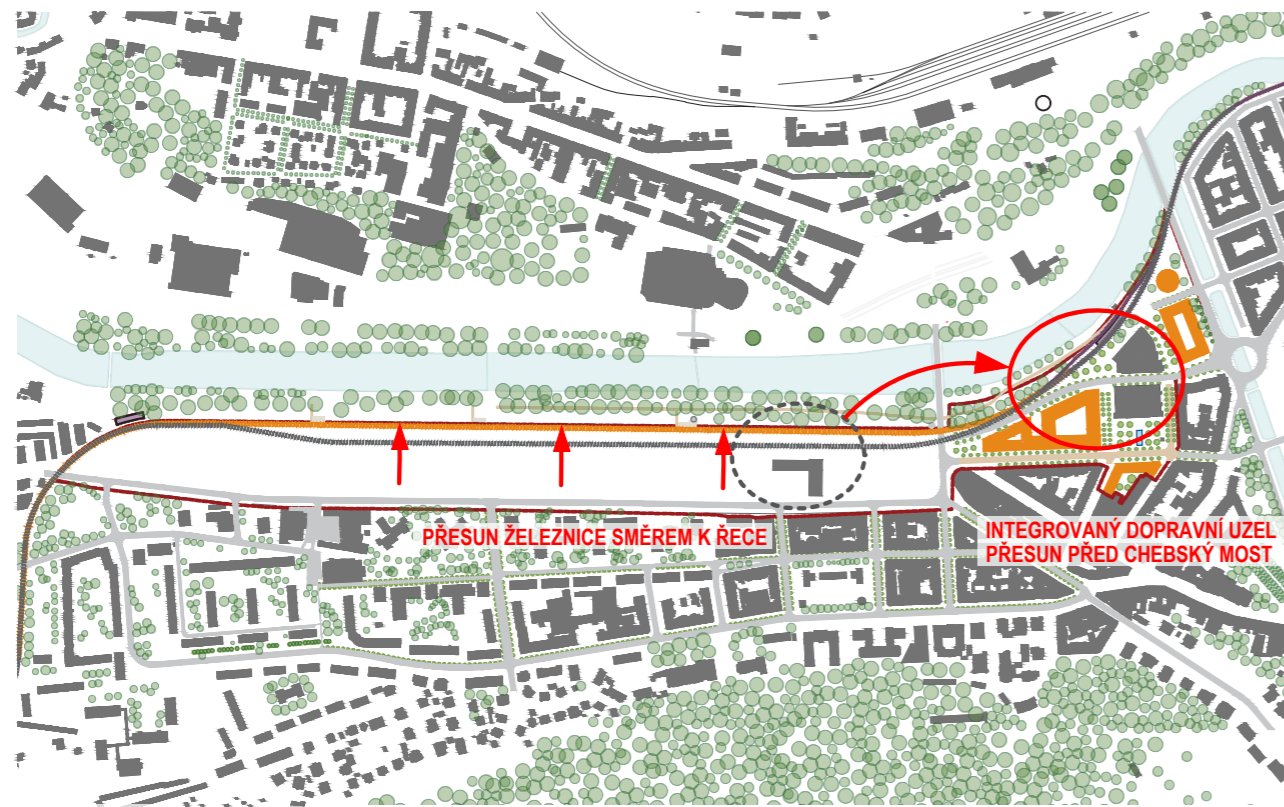 PŘESUN ŽELEZNICE SMĚREM K ŘECE
INTEGROVANÝ DOPRAVNÍ UZEL
PŘESUN PŘED CHEBSKÝ MOST